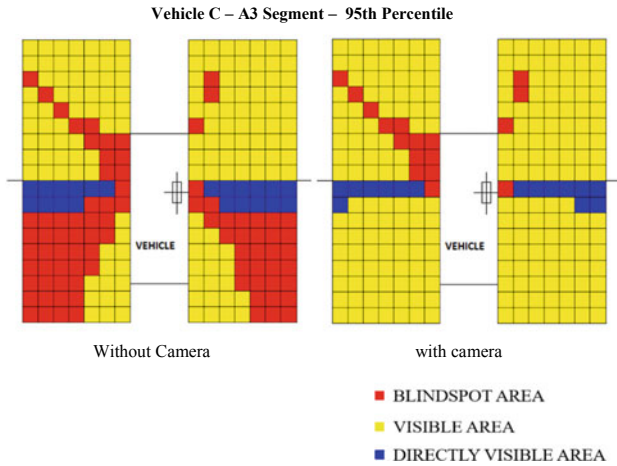 Vehicle C – A3 Segment – 95th Percentile
VEHICLE
VEHICLE
Without Camera
with camera
BLINDSPOT AREA
VISIBLE AREA
DIRECTLY VISIBLE AREA